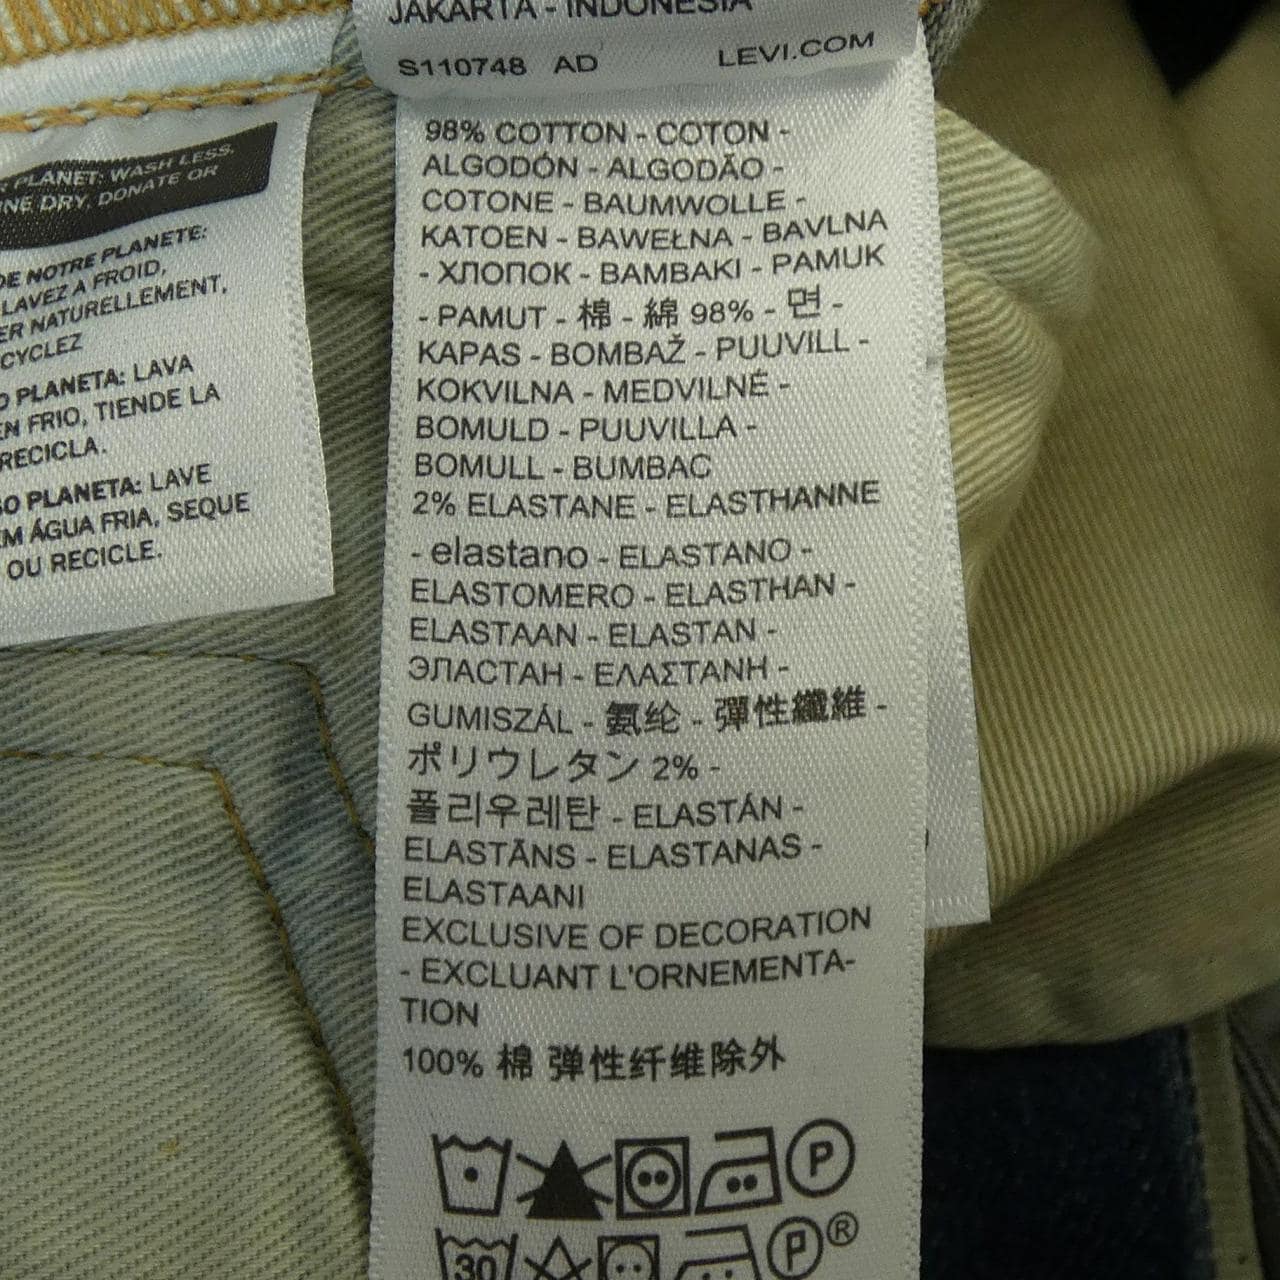 JAKARTA - INDONESIA
S110748 AD LEVI.COM
98% COTTON - COTON -
ALGODÓN - ALGODÃO -
COTONE - BAUMWOLLE -
KATOEN - BAWEŁNA - BAVLNA
- ХЛОПОК - BAMBAKI - PAMUK
- PAMUT - 棉 - 綿 98% - 면 -
KAPAS - BOMBAŽ - PUUVILL -
KOKVILNA - MEDVILNĖ -
BOMULD - PUUVILLA -
BOMULL - BUMBAC
2% ELASTANE - ELASTHANNE
- elastano - ELASTANO -
ELASTOMERO - ELASTHAN -
ELASTAAN - ELASTAN -
ЭЛАСТАН - ΕΛΑΣΤΑΝΗ -
GUMISZÁL - 氨纶 - 彈性纖維 -
ポリウレタン 2% -
폴리우레탄 - ELASTÁN -
ELASTĀNS - ELASTANAS -
ELASTAANI
EXCLUSIVE OF DECORATION
- EXCLUANT L'ORNEMENTA-
TION
100% 棉 弹性纤维除外
P
30 P ®
PLANET: WASH LESS,
DRY, DONATE OR
DE NOTRE PLANETE:
LAVEZ A FROID,
NATURELLEMENT,
PLANETA: LAVA
EN FRIO, TIENDE LA
RECICLA.
PLANETA: LAVE
EM ÁGUA FRIA, SEQUE
OU RECICLE.